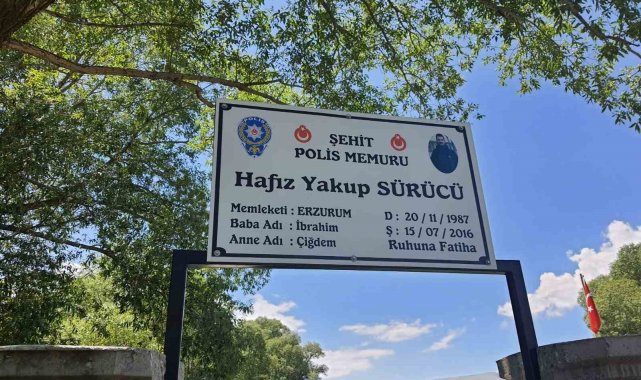 POLİS
ŞEHİT
POLİS MEMURU
Hafız Yakup SÜRÜCÜ
Memleketi : ERZURUM D : 20 / 11 / 1987
Baba Adı : İbrahim Ş : 15 / 07 / 2016
Anne Adı : Çiğdem Ruhuna Fatiha